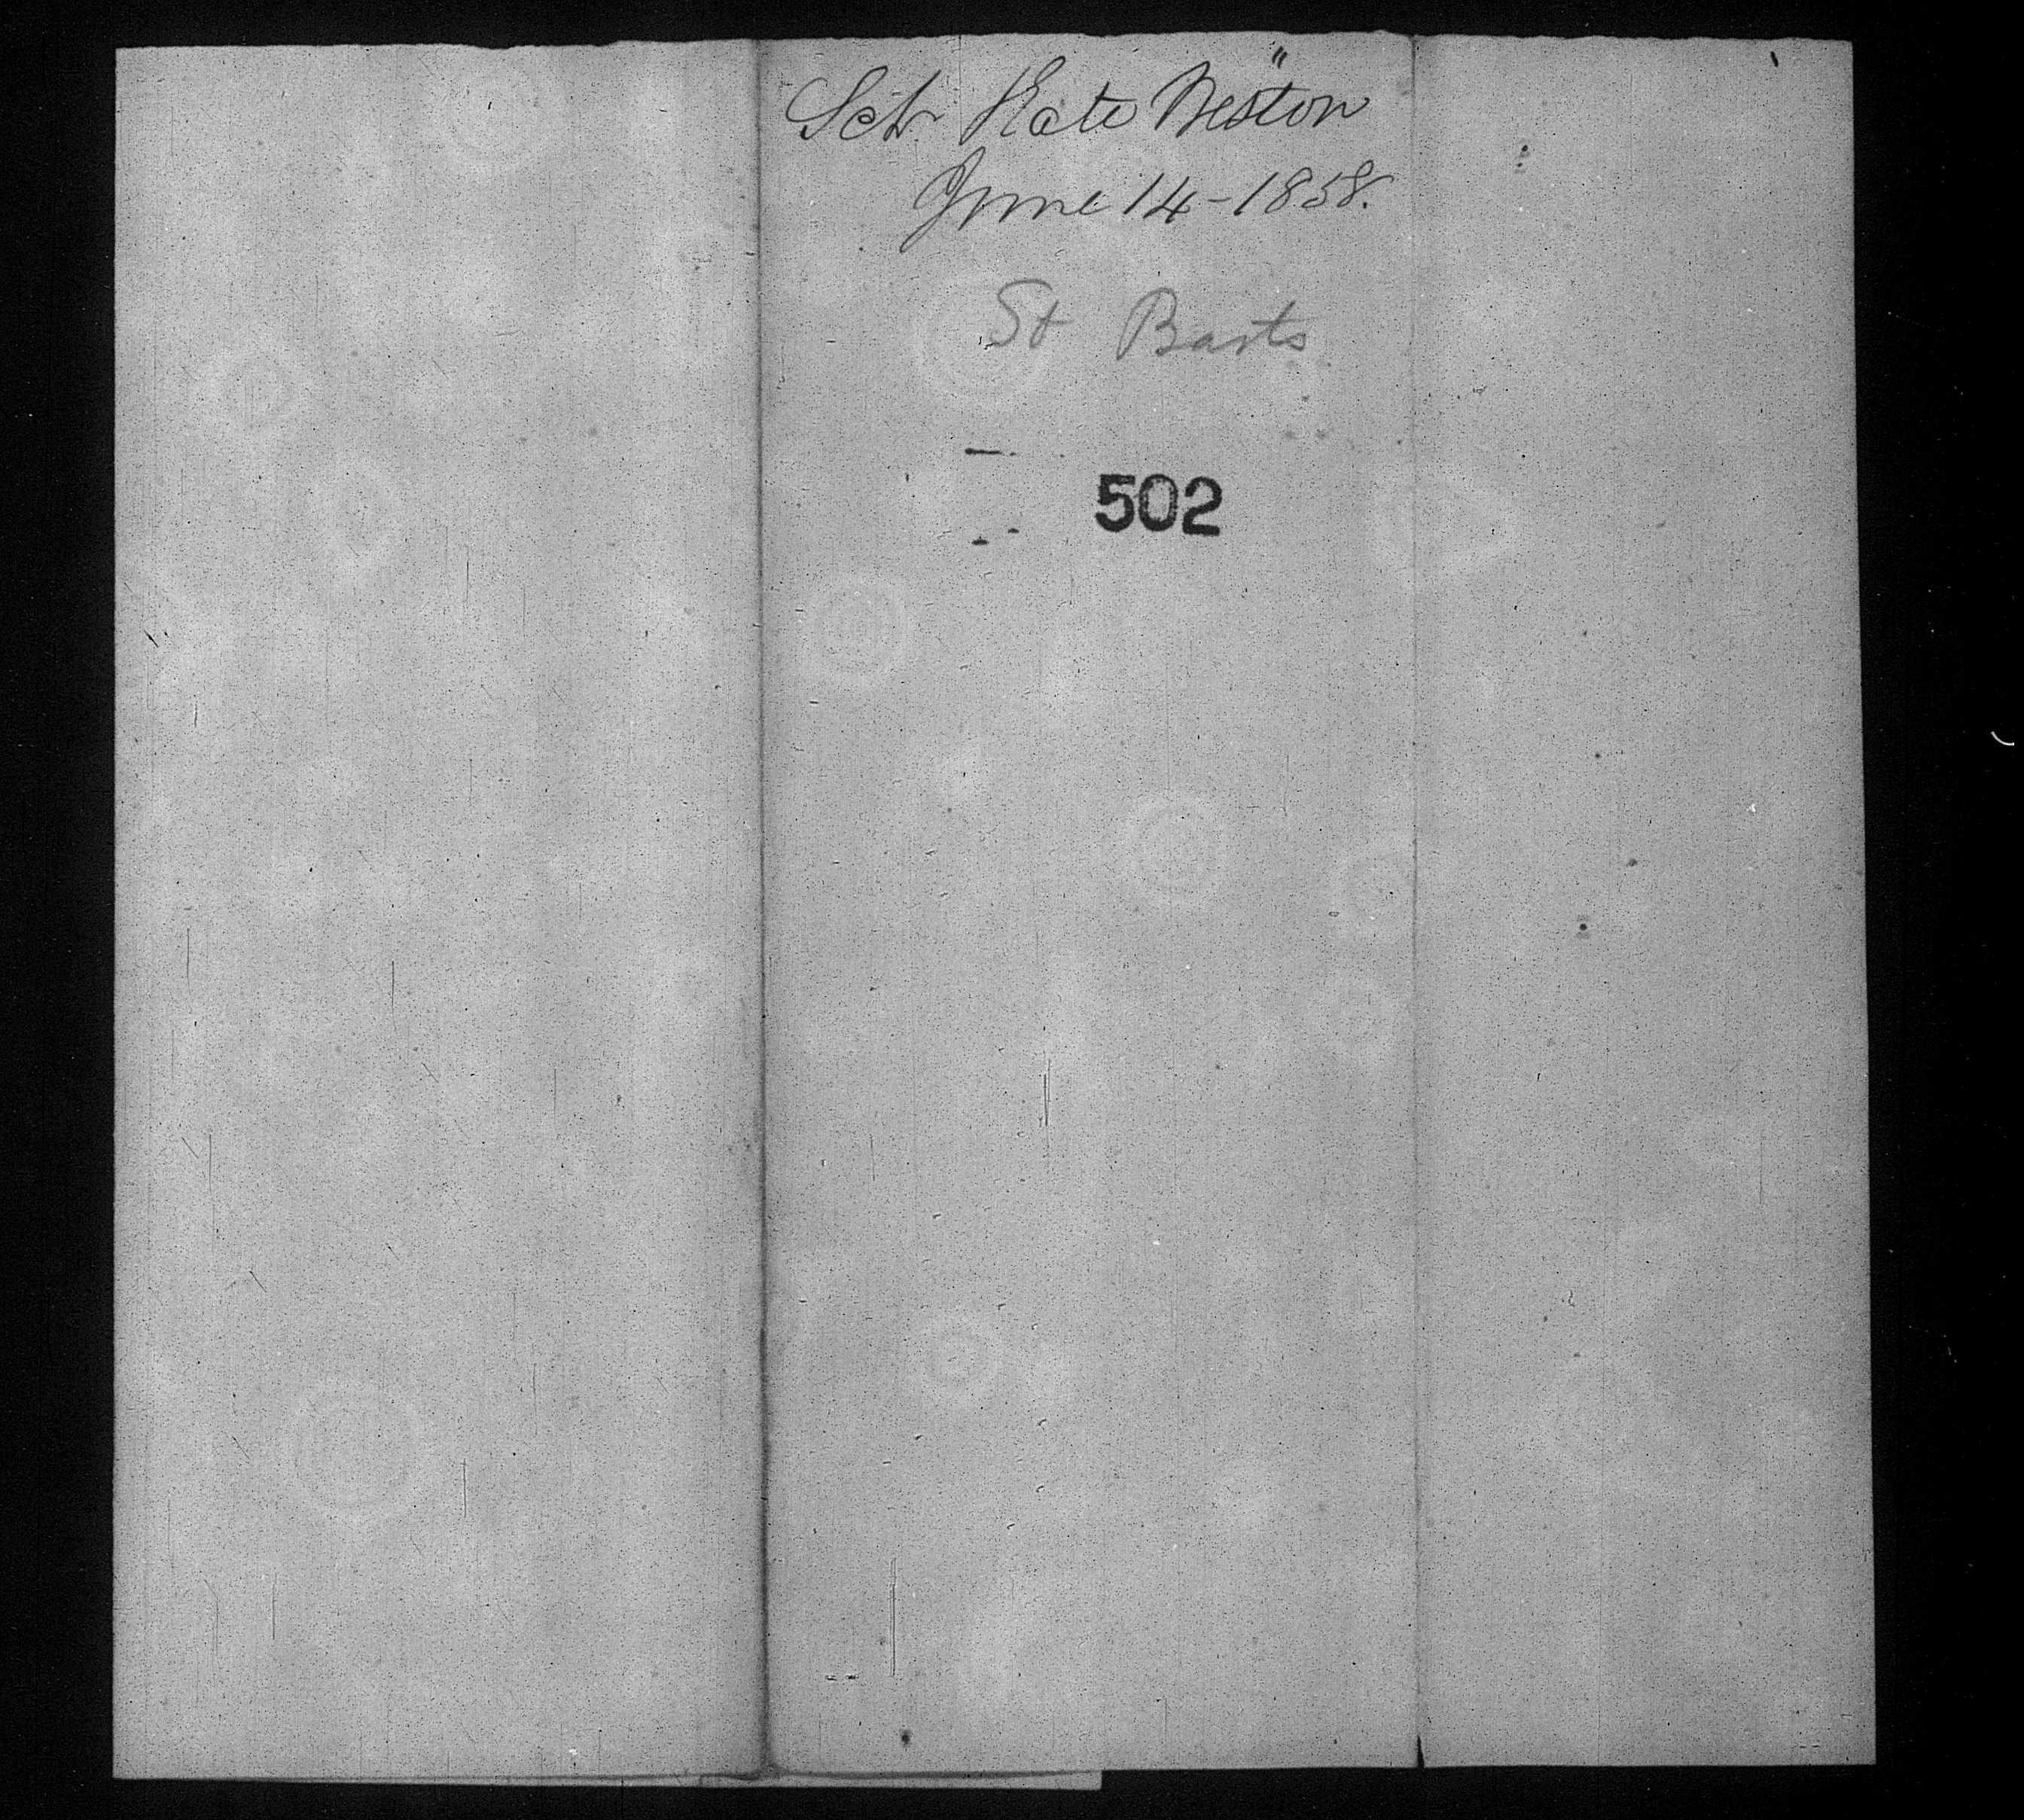 Sch Kate Weston
June 14-1858.
St Barts
502